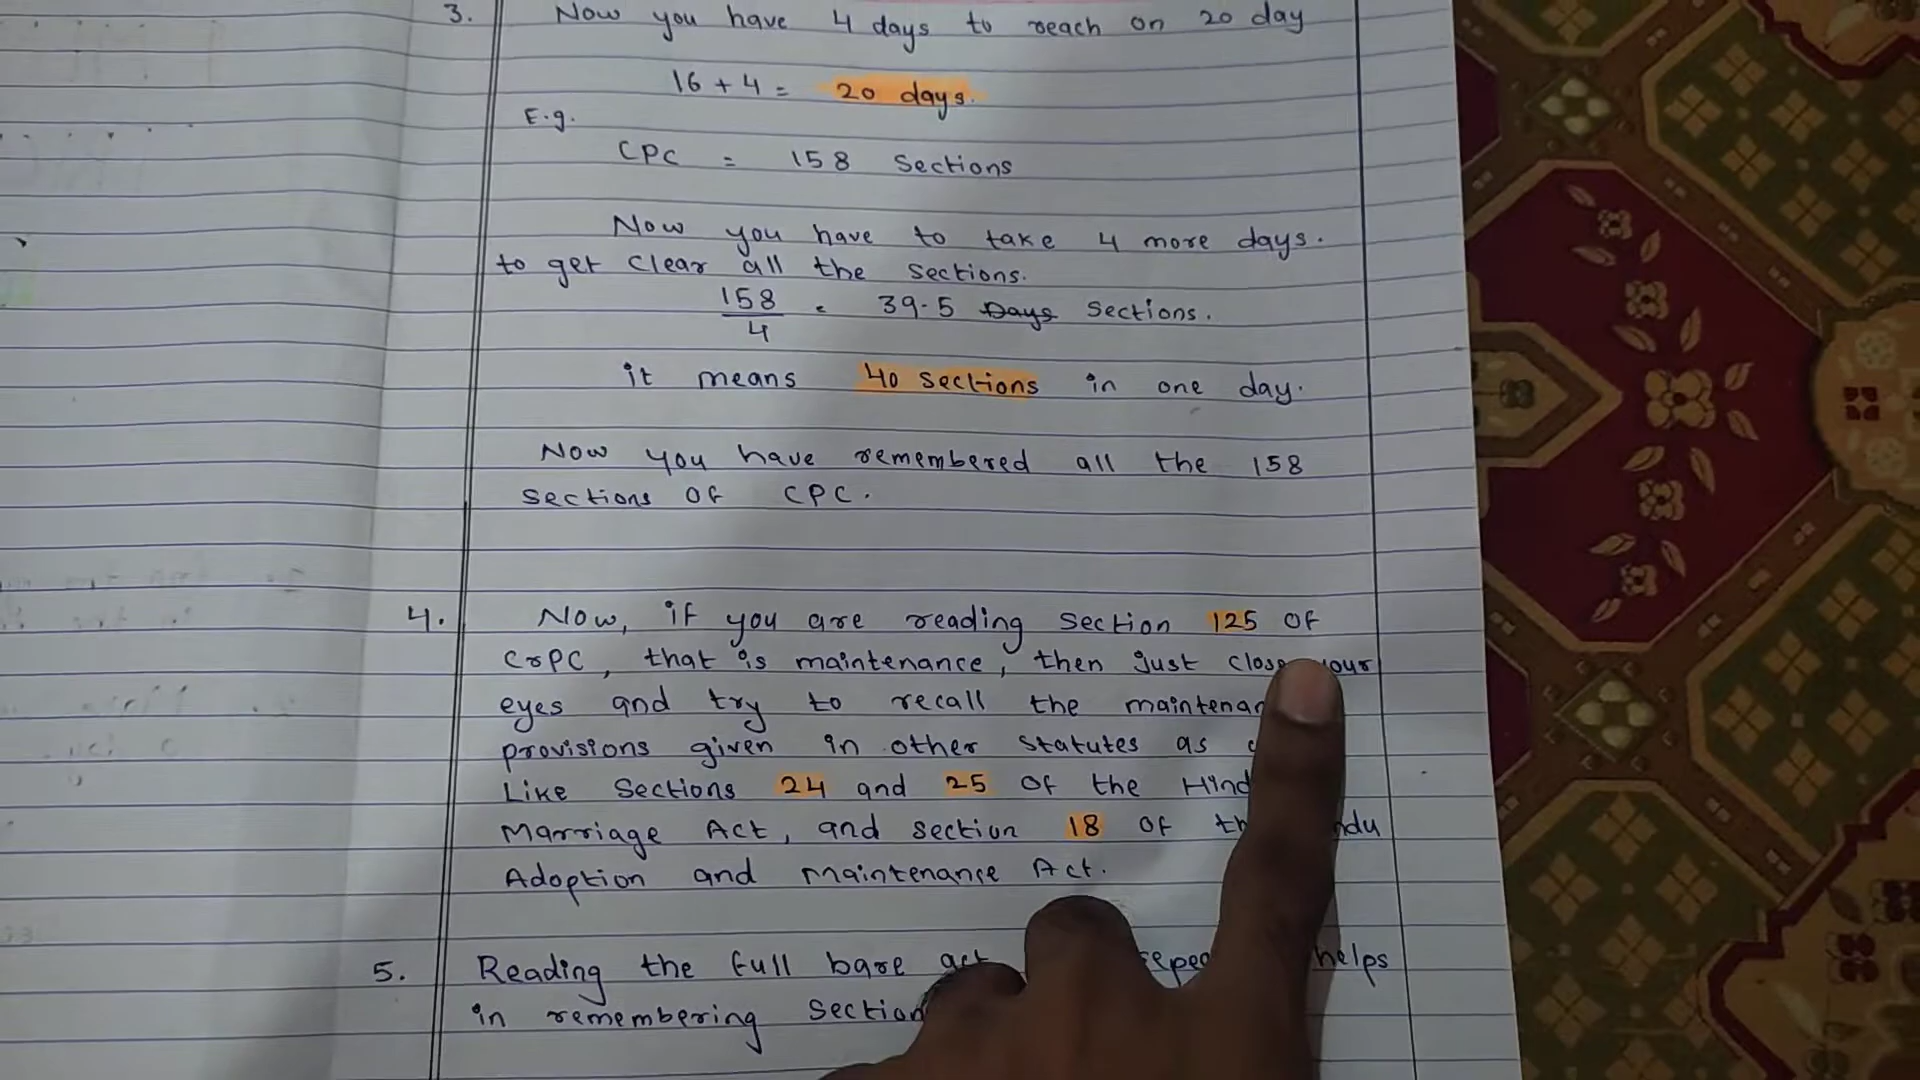 3. Now you have 4 days to reach on 20 day
16 + 4 = 20 days.
E.g.
CPC = 158 Sections
Now you have to take 4 more days.
to get clear all the sections.
158
4 = 39.5 Days Sections.
it means 40 sections in one day.
Now you have remembered all the 158
sections of CPC.
4. Now, if you are reading section 125 of
CrPC, that is maintenance, then just close your
eyes and try to recall the
provisions given in other statutes as
Like Sections 24 and 25 of the
Marriage Act, and section 18 of
Adoption and maintenance Act.
5. Reading the full bare act helps
in remembering